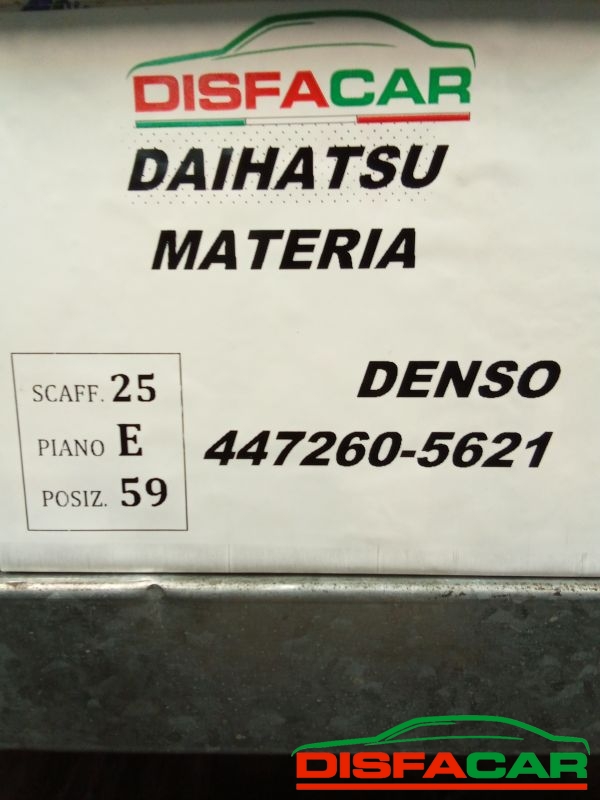 DISFACAR
DAIHATSU
MATERIA
DENSO
447260-5621
SCAFF. 25
PIANO E
POSIZ. 59
DISFACAR